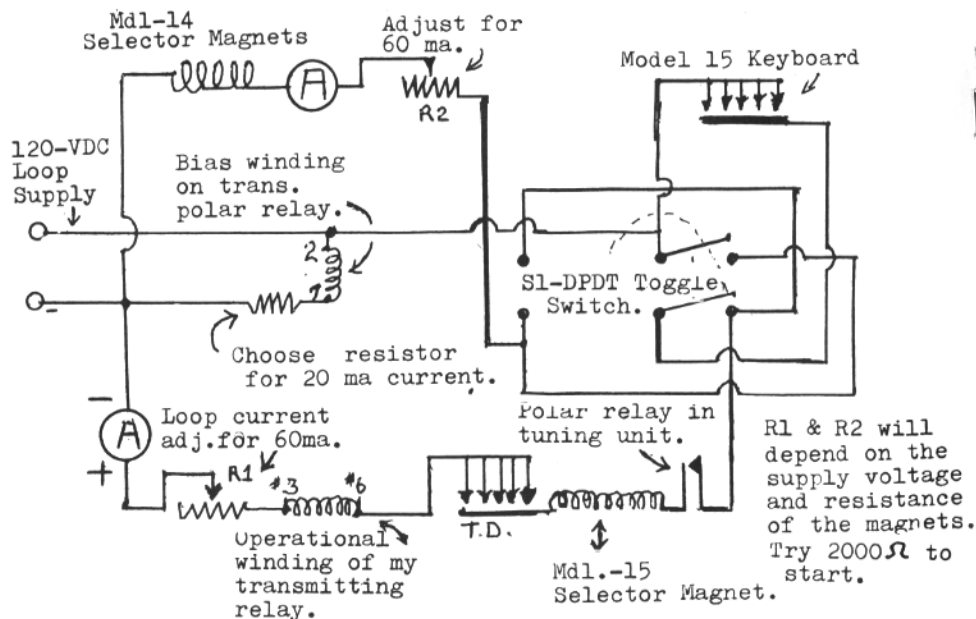 Mdl-14
Selector Magnets
A
Adjust for
60 ma.
R2
Model 15 Keyboard
120-VDC
Loop
Supply
Bias winding
on trans.
polar relay.
2
1
-
S1-DPDT Toggle
Switch.
Choose resistor
for 20 ma current.
-
A
+
Loop current
adj.for 60ma.
R1
#3
#6
Operational
winding of my
transmitting
relay.
T.D.
Mdl.-15
Selector Magnet.
Polar relay in
tuning unit.
R1 & R2 will
depend on the
supply voltage
and resistance
of the magnets.
Try 2000Ω to
start.